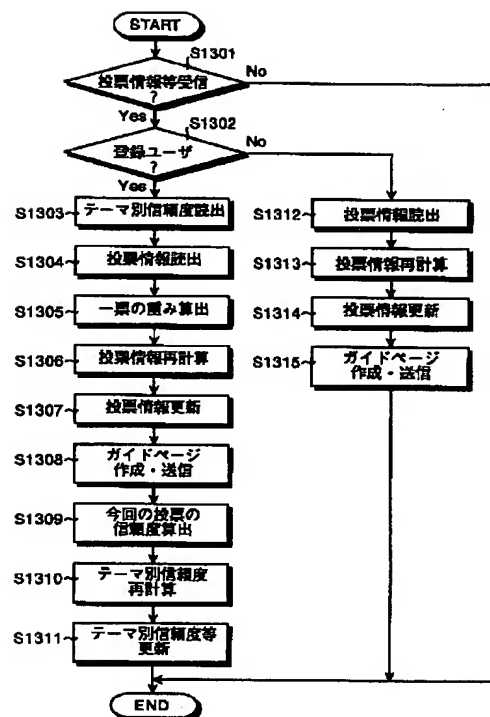 START
S1301
投票情報等受信
?
No
Yes
S1302
登録ユーザ
?
No
Yes
S1303
テーマ別信頼度読出
S1304
投票情報読出
S1305
一票の重み算出
S1306
投票情報再計算
S1307
投票情報更新
S1308
ガイドページ
作成・送信
S1309
今回の投票の
信頼度算出
S1310
テーマ別信頼度
再計算
S1311
テーマ別信頼度等
更新
S1312
投票情報読出
S1313
投票情報再計算
S1314
投票情報更新
S1315
ガイドページ
作成・送信
END